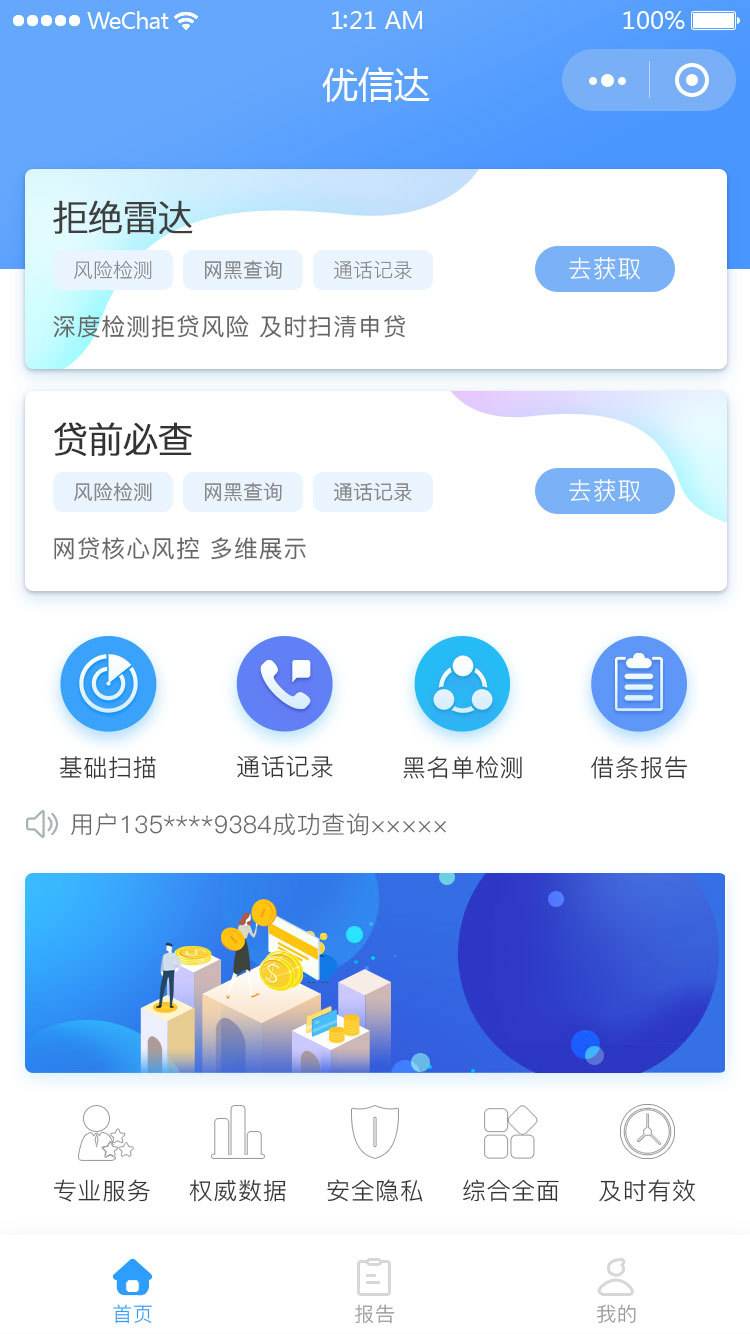 WeChat 1:21 AM 100%
优信达
拒绝雷达
风险检测 网黑查询 通话记录
去获取
深度检测拒贷风险 及时扫清申贷
贷前必查
风险检测 网黑查询 通话记录
去获取
网贷核心风控 多维展示
基础扫描 通话记录 黑名单检测 借条报告
用户135****9384成功查询×××××
专业服务 权威数据 安全隐私 综合全面 及时有效
首页 报告 我的